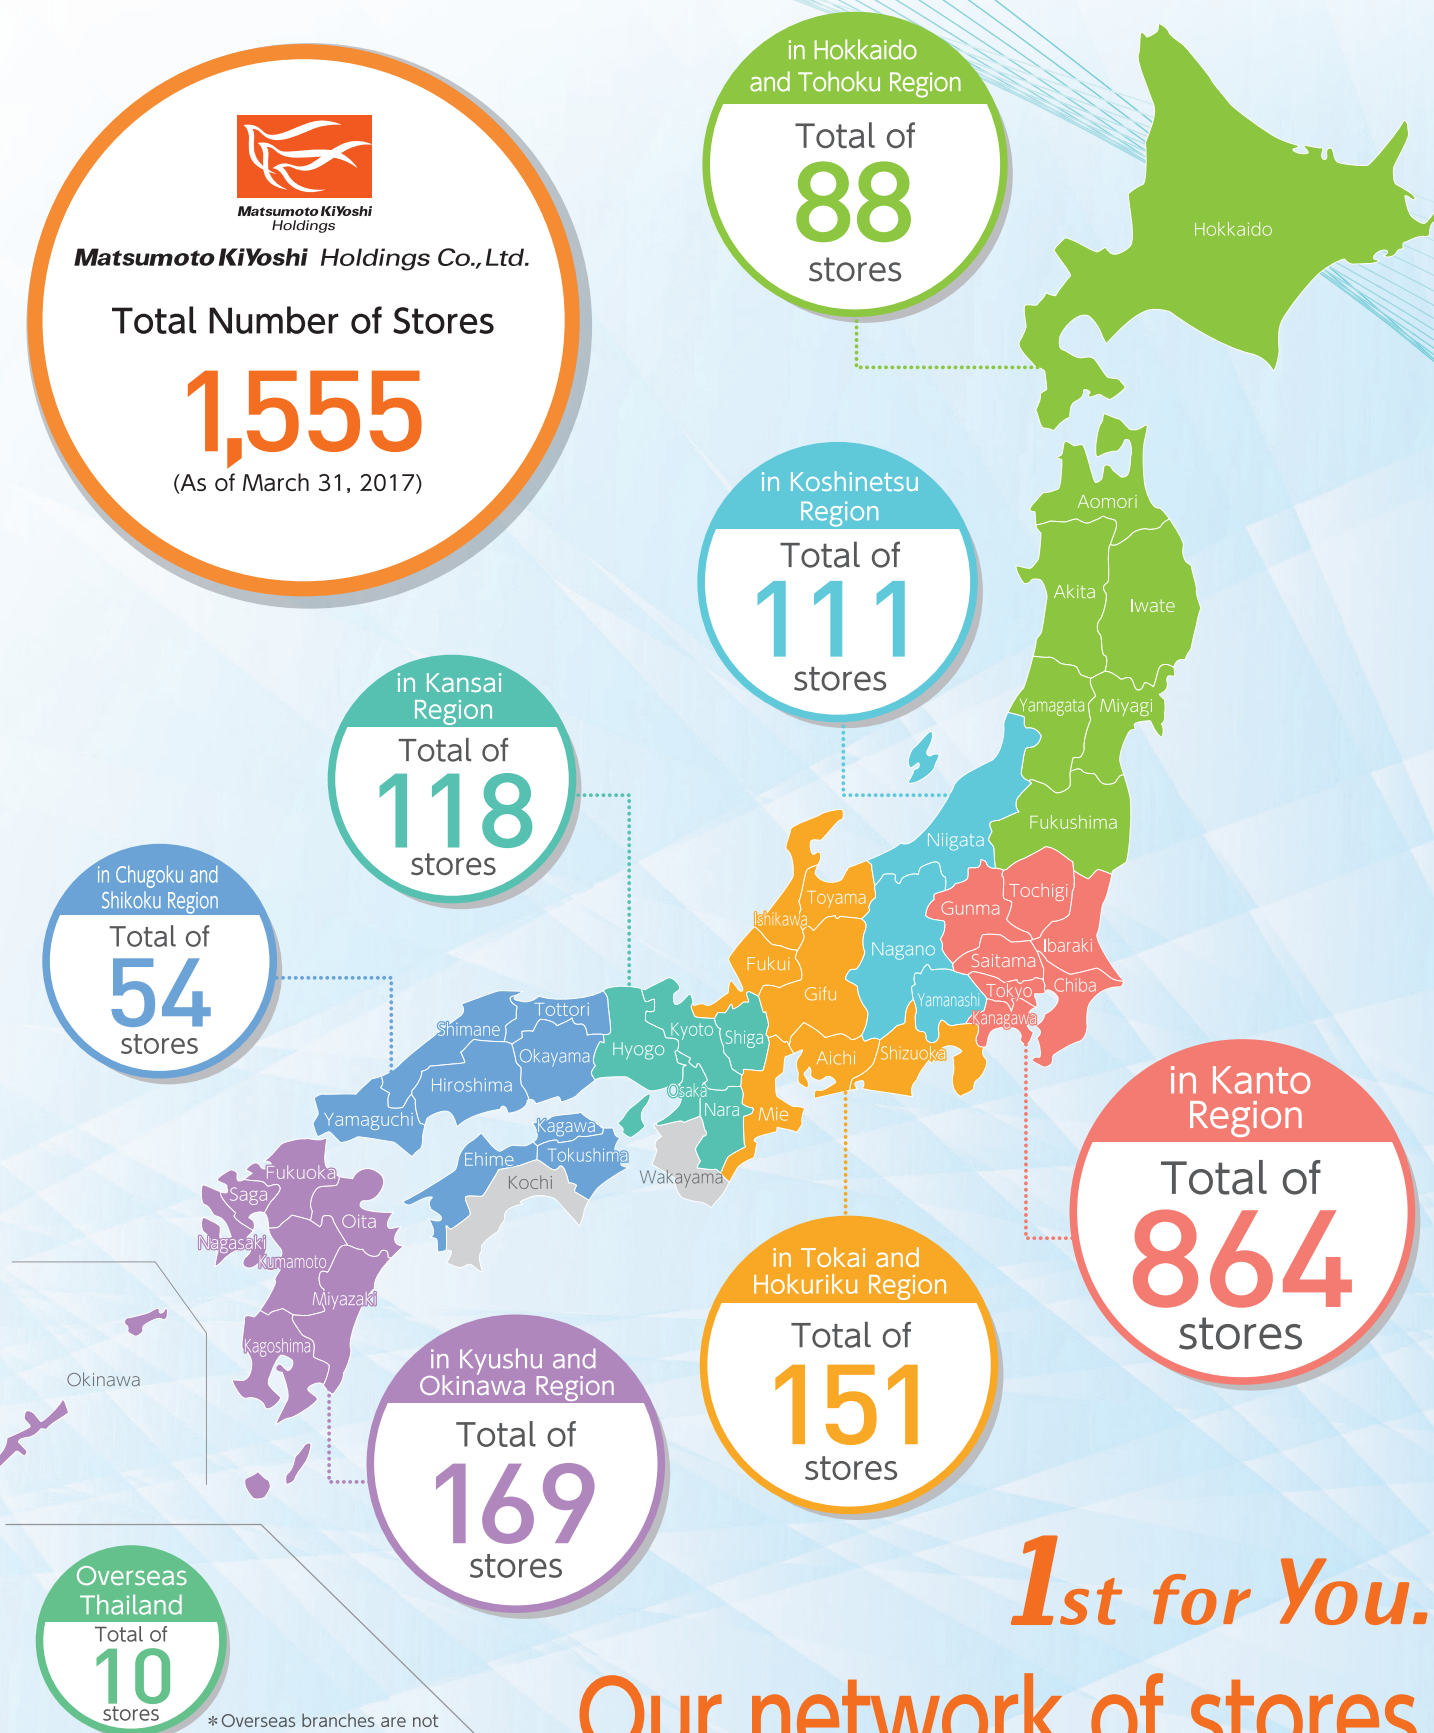 Matsumoto KiYoshi
Holdings
Matsumoto KiYoshi Holdings Co., Ltd.
Total Number of Stores
1,555
(As of March 31, 2017)
in Hokkaido
and Tohoku Region
Total of
88
stores
Hokkaido
in Koshinetsu
Region
Total of
111
stores
Aomori
Akita
Iwate
Yamagata
Miyagi
Fukushima
in Kansai
Region
Total of
118
stores
Niigata
Tochigi
Gunma
Toyama
Ishikawa
Nagano
Ibaraki
Saitama
Fukui
Gifu
Yamanashi
Tokyo
Chiba
Kanagawa
in Chugoku and
Shikoku Region
Total of
54
stores
Tottori
Shimane
Okayama
Hiroshima
Yamaguchi
Hyogo
Kyoto
Shiga
Osaka
Nara
Mie
Aichi
Shizuoka
Kagawa
Tokushima
Ehime
Kochi
Wakayama
in Kanto
Region
Total of
864
stores
Fukuoka
Saga
Oita
Nagasaki
Kumamoto
Miyazaki
Kagoshima
Okinawa
in Tokai and
Hokuriku Region
Total of
151
stores
in Kyushu and
Okinawa Region
Total of
169
stores
Overseas
Thailand
Total of
10
stores
*Overseas branches are not
1st for You.
Our network of stores